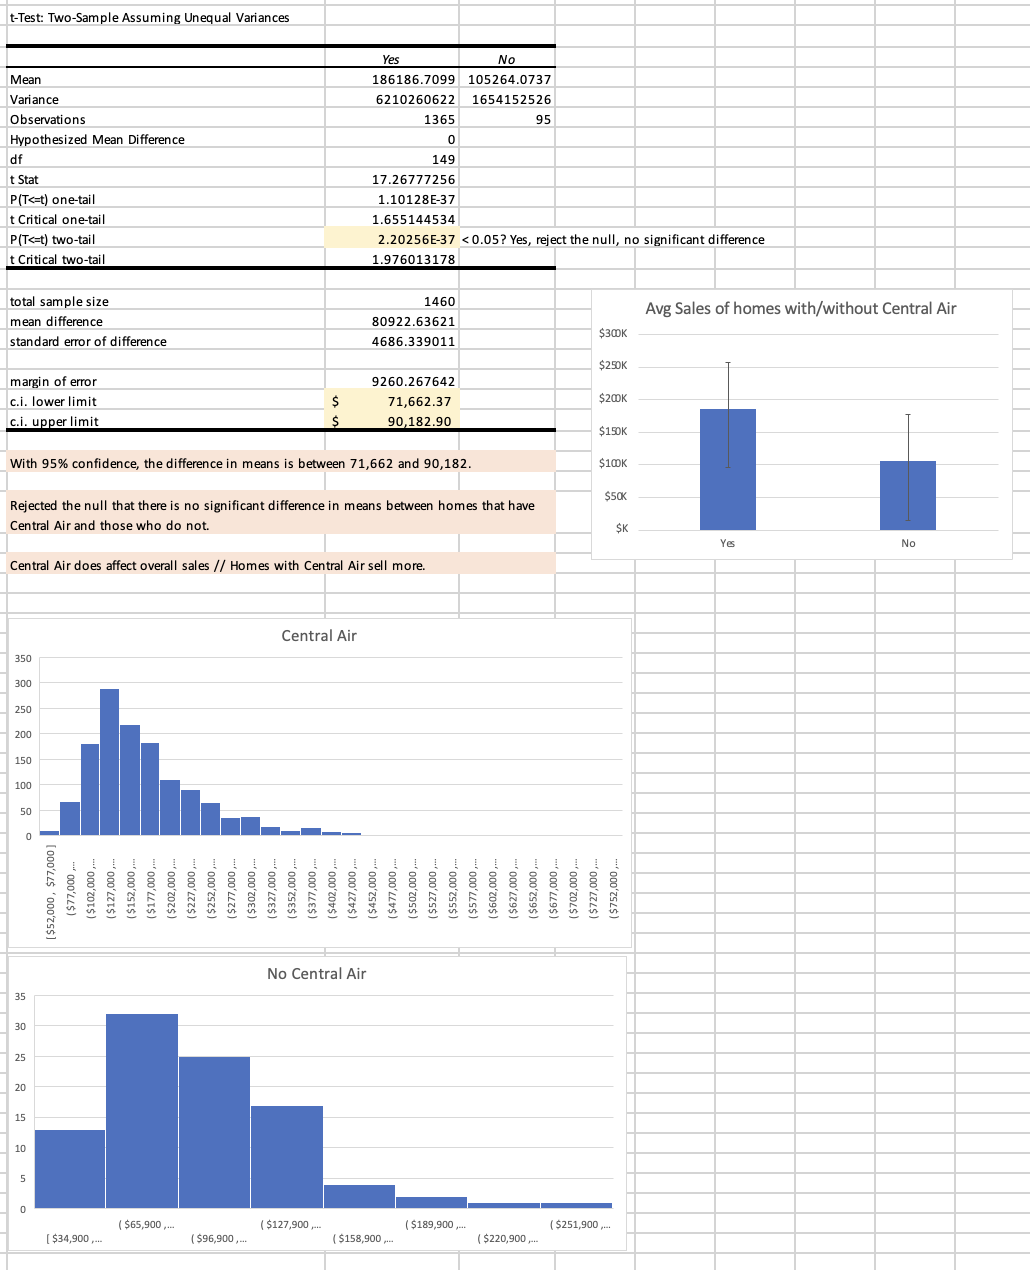 t-Test: Two-Sample Assuming Unequal Variances
Yes No
Mean 186186.7099 105264.0737
Variance 6210260622 1654152526
Observations 1365 95
Hypothesized Mean Difference 0
df 149
t Stat 17.26777256
P(T<=t) one-tail 1.10128E-37
t Critical one-tail 1.655144534
P(T<=t) two-tail 2.20256E-37 < 0.05? Yes, reject the null, no significant difference
t Critical two-tail 1.976013178
total sample size 1460
mean difference 80922.63621
standard error of difference 4686.339011
margin of error 9260.267642
c.i. lower limit $ 71,662.37
c.i. upper limit $ 90,182.90
With 95% confidence, the difference in means is between 71,662 and 90,182.
Rejected the null that there is no significant difference in means between homes that have
Central Air and those who do not.
Central Air does affect overall sales // Homes with Central Air sell more.
Avg Sales of homes with/without Central Air
$300K
$250K
$200K
$150K
$100K
$50K
$K
Yes No
Central Air
350
300
250
200
150
100
50
0
[ $52,000 , $77,000 ]
( $77,000 ,...
( $102,000 ,...
( $127,000 ,...
( $152,000 ,...
( $177,000 ,...
( $202,000 ,...
( $227,000 ,...
( $252,000 ,...
( $277,000 ,...
( $302,000 ,...
( $327,000 ,...
( $352,000 ,...
( $377,000 ,...
( $402,000 ,...
( $427,000 ,...
( $452,000 ,...
( $477,000 ,...
( $502,000 ,...
( $527,000 ,...
( $552,000 ,...
( $577,000 ,...
( $602,000 ,...
( $627,000 ,...
( $652,000 ,...
( $677,000 ,...
( $702,000 ,...
( $727,000 ,...
( $752,000 ,...
No Central Air
35
30
25
20
15
10
5
0
( $65,900 ,... ( $127,900 ,... ( $189,900 ,... ( $251,900 ,...
[ $34,900 ,... ( $96,900 ,... ( $158,900 ,... ( $220,900 ,...